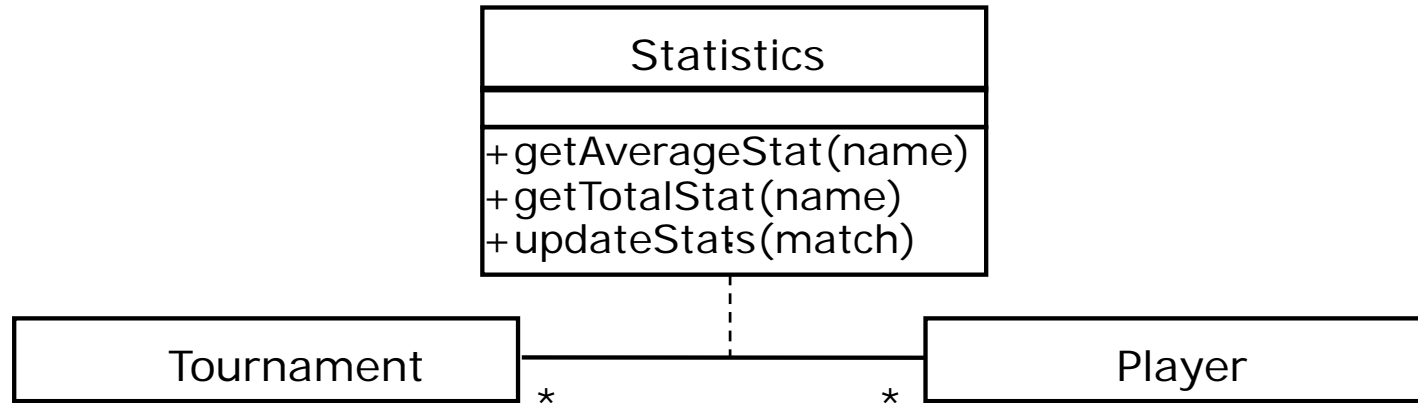 Statistics
+getAverageStat(name)
+getTotalStat(name)
+updateStats(match)
Tournament
Player
* *